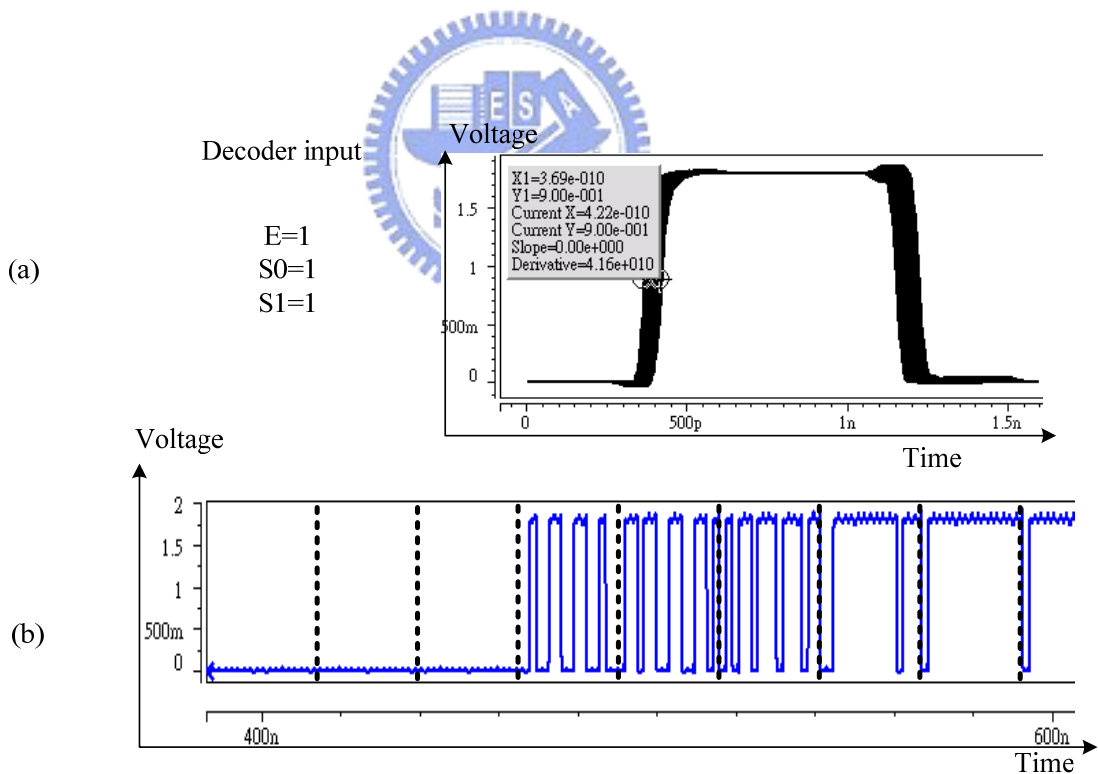 E S A
Voltage
Decoder input
E=1
S0=1
S1=1
(a)
X1=3.69e-010
Y1=9.00e-001
Current X=4.22e-010
Current Y=9.00e-001
Slope=0.00e+000
Derivative=4.16e+010
1.5
1
500m
0
0 500p 1n 1.5n
Time
Voltage
(b)
2
1.5
1
500m
0
400n 600n
Time